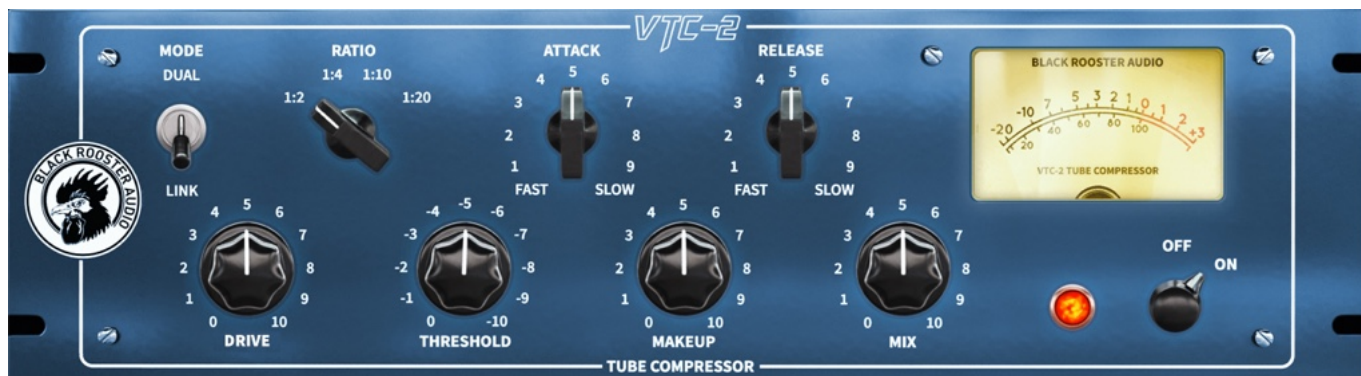 VTC-2
MODE
DUAL
LINK
RATIO
1:2 1:4 1:10 1:20
ATTACK
1 2 3 4 5 6 7 8 9
FAST SLOW
RELEASE
1 2 3 4 5 6 7 8 9
FAST SLOW
BLACK ROOSTER AUDIO
-20 -10 7 5 3 2 1 0 1 2 +3
20 40 60 80 100
VTC-2 TUBE COMPRESSOR
BLACK ROOSTER AUDIO
0 1 2 3 4 5 6 7 8 9 10
DRIVE
0 -1 -2 -3 -4 -5 -6 -7 -8 -9 -10
THRESHOLD
0 1 2 3 4 5 6 7 8 9 10
MAKEUP
0 1 2 3 4 5 6 7 8 9 10
MIX
OFF
ON
TUBE COMPRESSOR